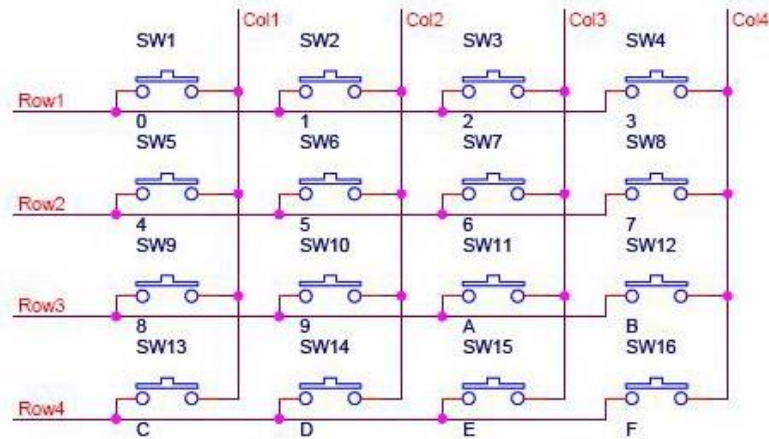 Col1 Col2 Col3 Col4
SW1 SW2 SW3 SW4
Row1
0 1 2 3
SW5 SW6 SW7 SW8
Row2
4 5 6 7
SW9 SW10 SW11 SW12
Row3
8 9 A B
SW13 SW14 SW15 SW16
Row4
C D E F